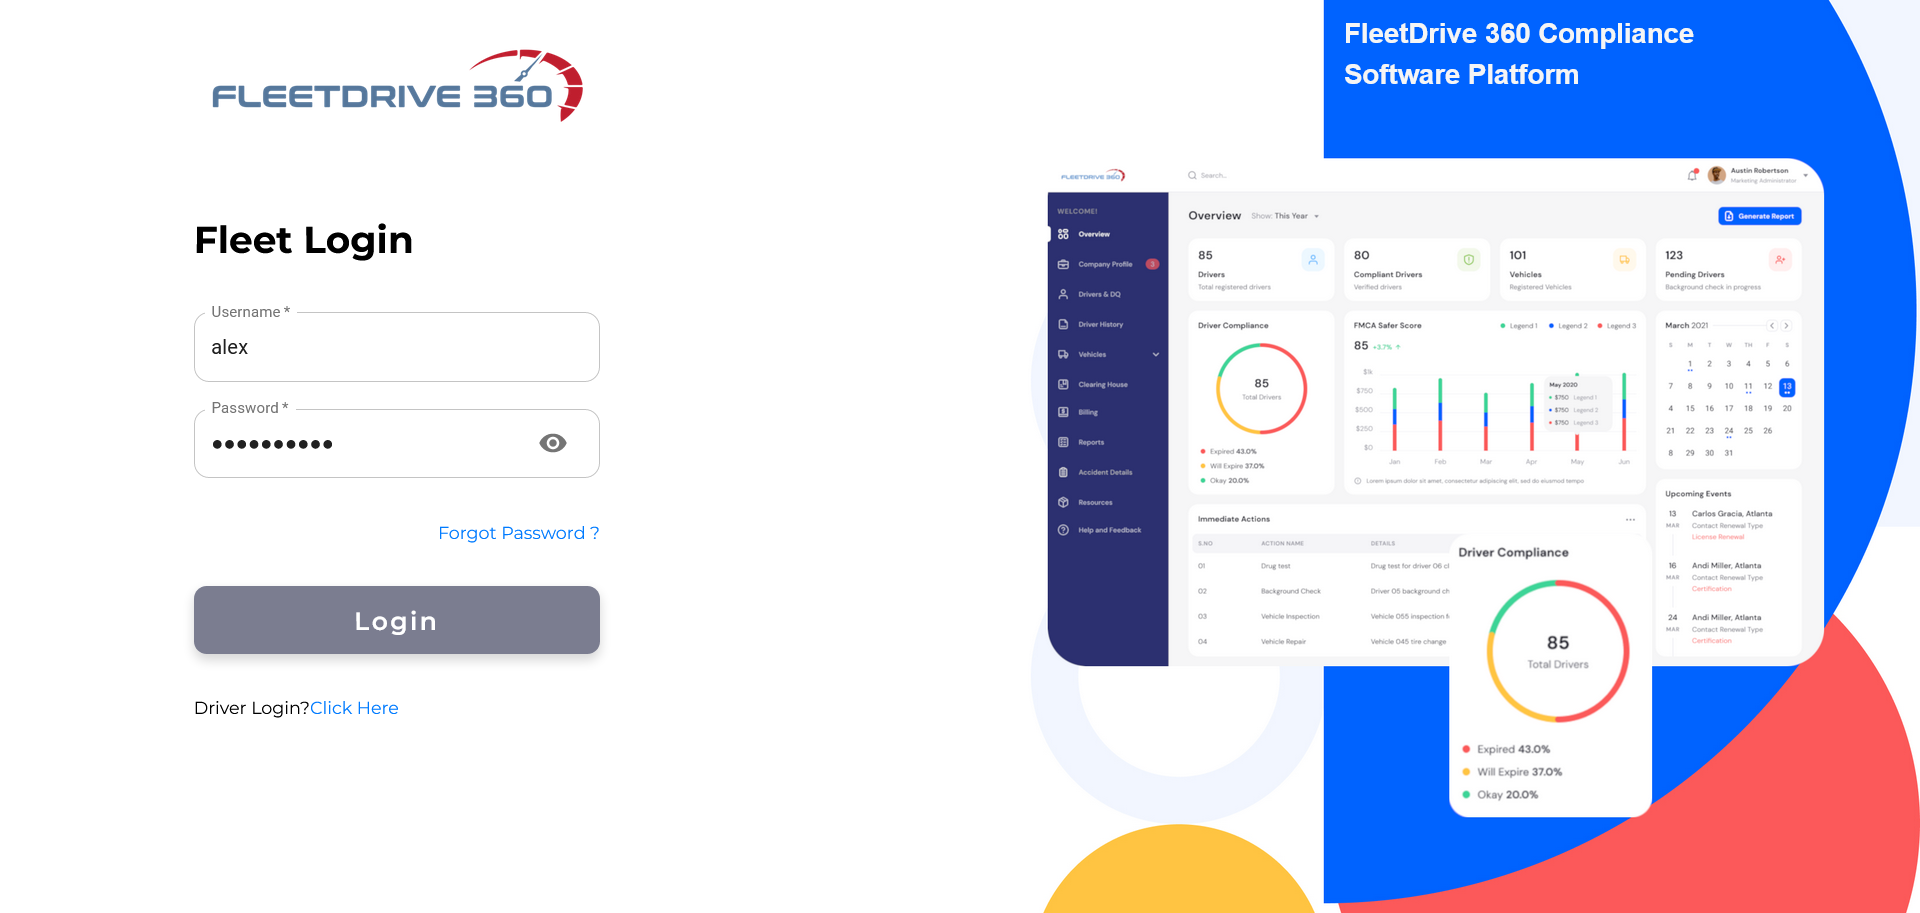 FLEETDRIVE 360
Fleet Login
Username *
alex
Password *
Forgot Password ?
Login
Driver Login?Click Here
FleetDrive 360 Compliance
Software Platform
FLEETDRIVE 360
Search..
Austin Robertson
Marketing Administrator
WELCOME!
Overview
Company Profile 3
Drivers & DQ
Driver History
Vehicles
Clearing House
Billing
Reports
Accident Details
Resources
Help and Feedback
Overview Show: This Year
Generate Report
85
Drivers
Total registered drivers
80
Compliant Drivers
Verified drivers
101
Vehicles
Registered Vehicles
123
Pending Drivers
Background check in progress
Driver Compliance
85
Total Drivers
Expired 43.0%
Will Expire 37.0%
Okay 20.0%
FMCA Safer Score
Legend 1 Legend 2 Legend 3
85 +3.7%
$1k
$750
$500
$250
$0
May 2020
$750 Legend 1
$750 Legend 2
$750 Legend 3
Jan Feb Mar Apr May Jun
Lorem ipsum dolor sit amet, consectetur adipiscing elit, sed do eiusmod tempo
March 2021
S M T W TH F S
1 2 3 4 5 6
7 8 9 10 11 12 13
4 15 16 17 18 19 20
21 22 23 24 25 26
8 29 30 31
Immediate Actions
S.NO ACTION NAME DETAILS
01 Drug test Drug test for driver 06 cl
02 Background Check Driver 05 background ch
03 Vehicle Inspection Vehicle 055 inspection
04 Vehicle Repair Vehicle 045 tire change
Upcoming Events
13 MAR
Carlos Gracia, Atlanta
Contact Renewal Type
License Renewal
16 MAR
Andi Miller, Atlanta
Contact Renewal Type
Certification
24 MAR
Andi Miller, Atlanta
Contact Renewal Type
Certification
Driver Compliance
85
Total Drivers
Expired 43.0%
Will Expire 37.0%
Okay 20.0%